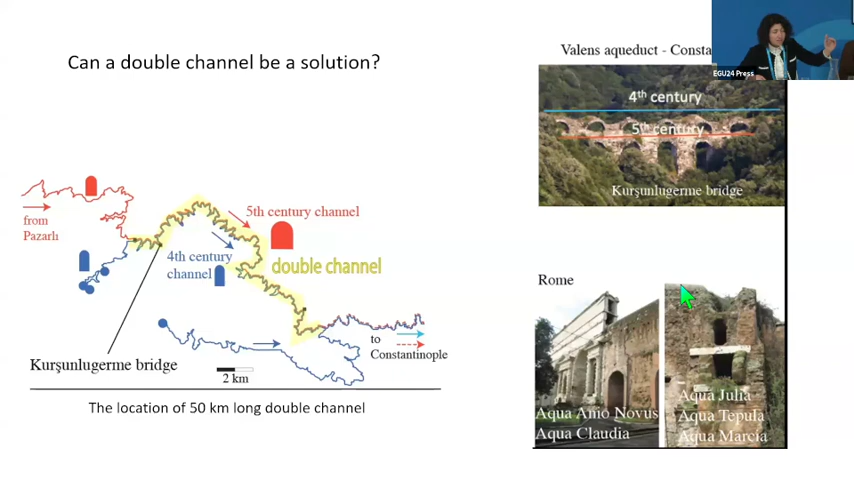 Can a double channel be a solution?
Valens aqueduct - Consta
EGU24 Press
4th century
5th century
Kurşunlugerme bridge
from
Pazarlı
5th century channel
4th century
channel
double channel
Kurşunlugerme bridge
2 km
to
Constantinople
The location of 50 km long double channel
Rome
Aqua Anio Novus
Aqua Claudia
Aqua Julia
Aqua Tepula
Aqua Marcia